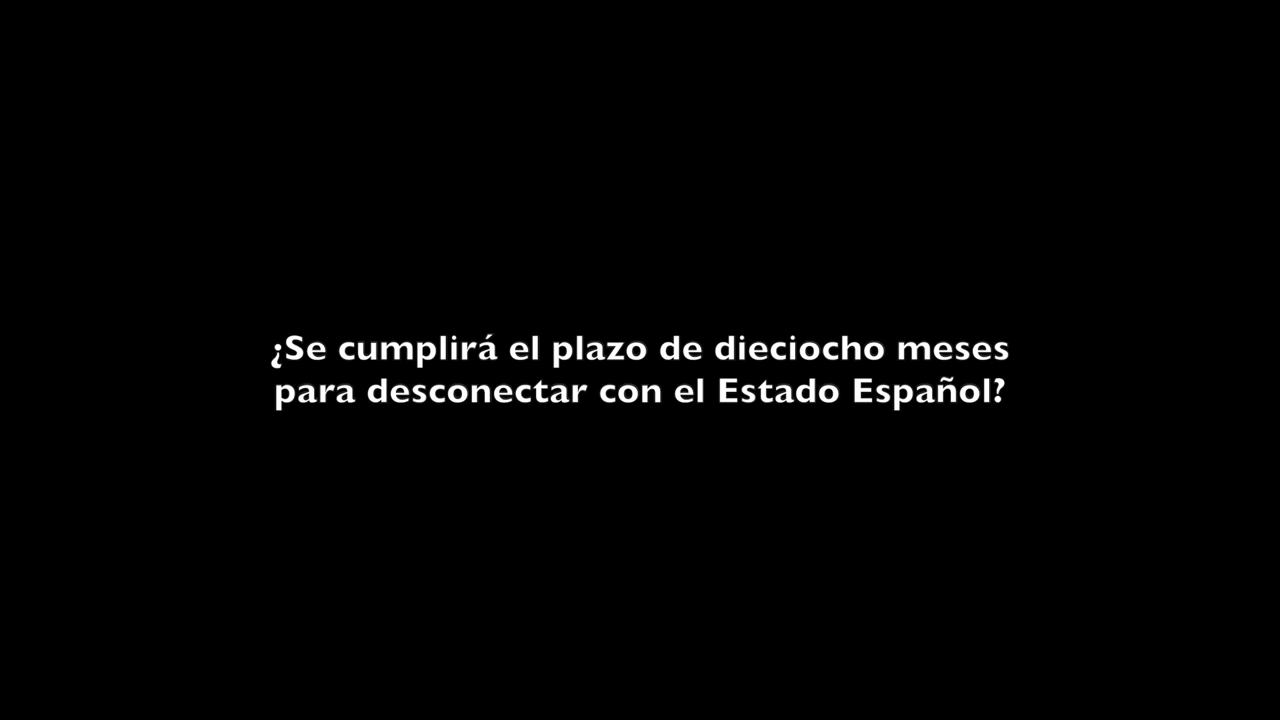 ¿Se cumplirá el plazo de dieciocho meses
para desconectar con el Estado Español?